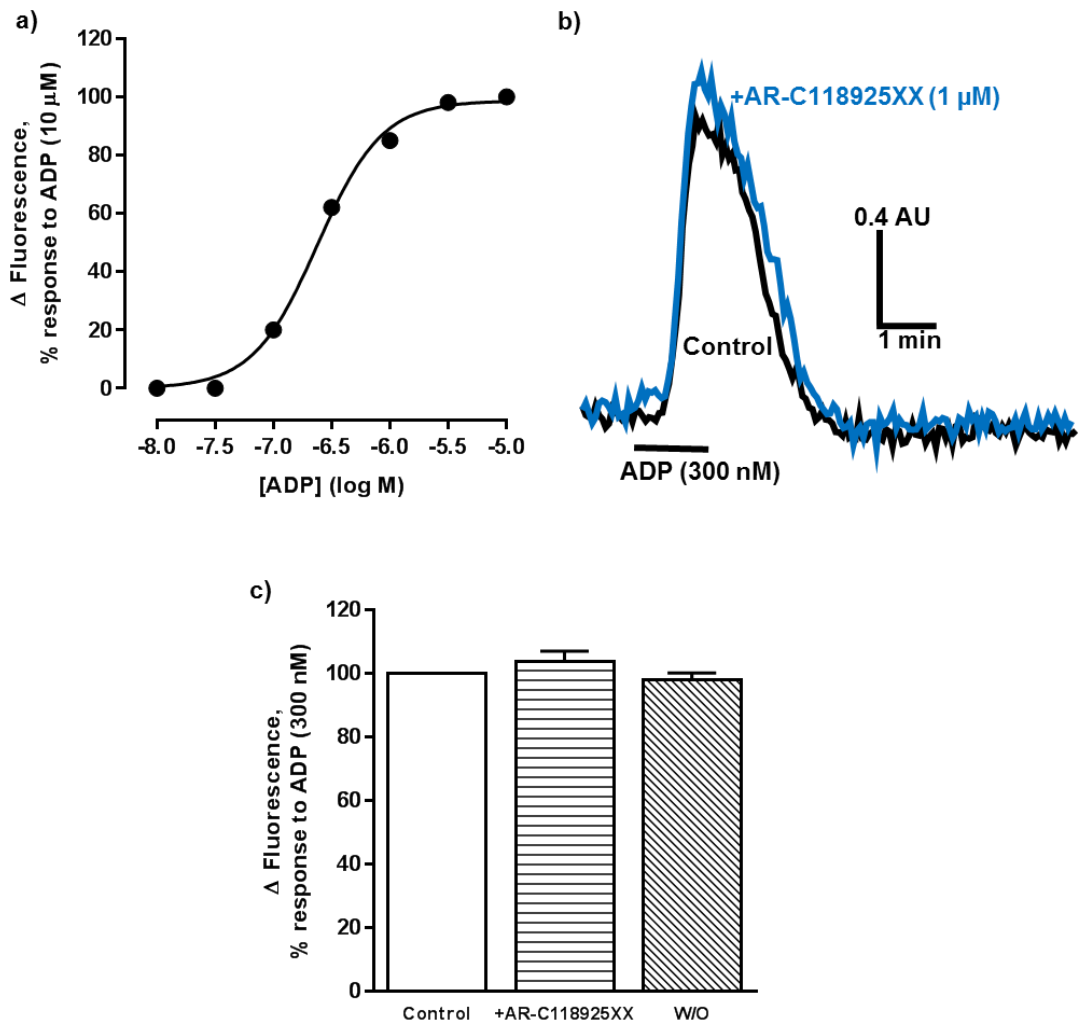 a)
Δ Fluorescence,
% response to ADP (10 μM)
120
100
80
60
40
20
0
-8.0 -7.5 -7.0 -6.5 -6.0 -5.5 -5.0
[ADP] (log M)
b)
+AR-C118925XX (1 μM)
0.4 AU
1 min
Control
ADP (300 nM)
c)
Δ Fluorescence,
% response to ADP (300 nM)
120
100
80
60
40
20
0
Control +AR-C118925XX W/O